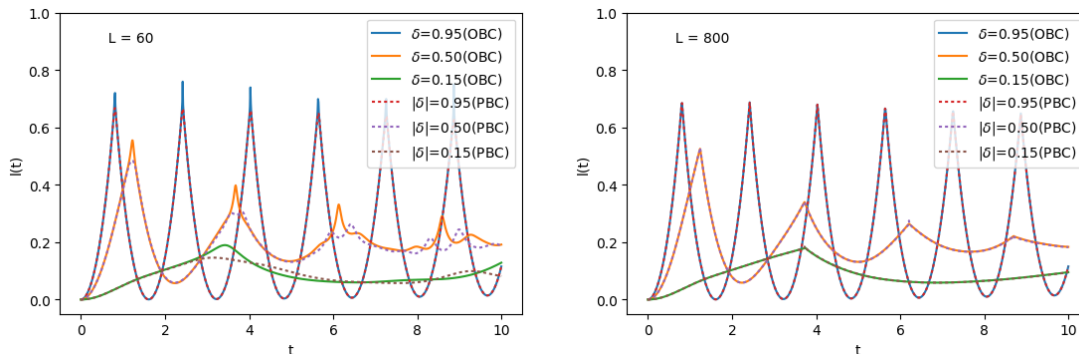 1.0
0.8
0.6
0.4
0.2
0.0
l(t)
L = 60
δ=0.95(OBC)
δ=0.50(OBC)
δ=0.15(OBC)
|δ|=0.95(PBC)
|δ|=0.50(PBC)
|δ|=0.15(PBC)
0 2 4 6 8 10
t
1.0
0.8
0.6
0.4
0.2
0.0
l(t)
L = 800
δ=0.95(OBC)
δ=0.50(OBC)
δ=0.15(OBC)
|δ|=0.95(PBC)
|δ|=0.50(PBC)
|δ|=0.15(PBC)
0 2 4 6 8 10
t